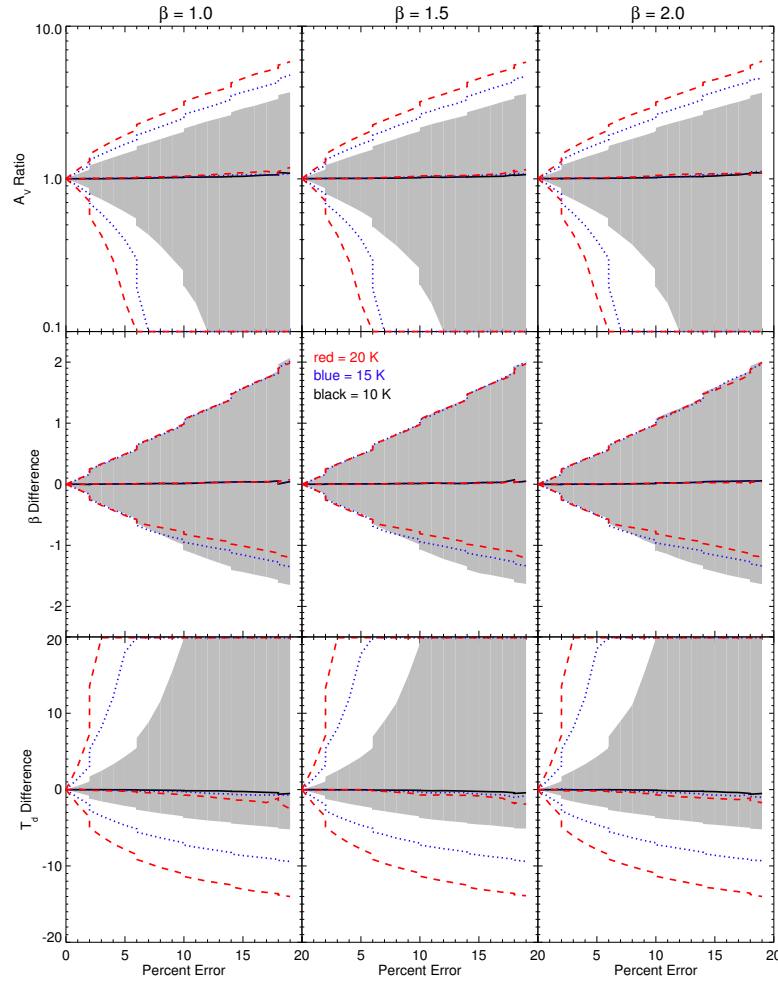 β = 1.0 β = 1.5 β = 2.0
10.0
1.0
0.1
A_V Ratio
red = 20 K
blue = 15 K
black = 10 K
2
1
0
-1
-2
β Difference
20
10
0
-10
-20
T_d Difference
0 5 10 15 20 5 10 15 20 5 10 15 20
Percent Error Percent Error Percent Error